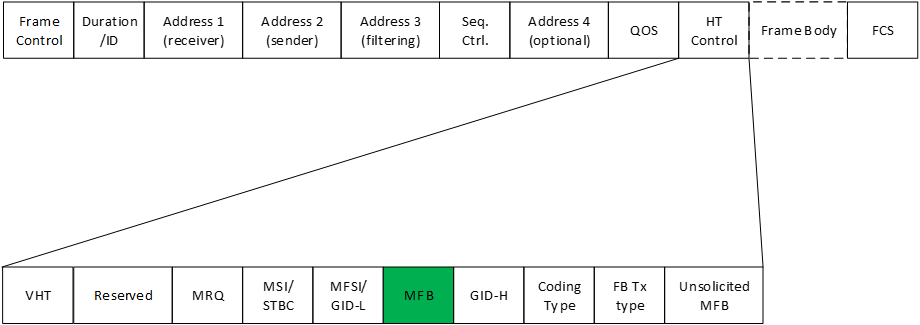 Frame
Control
Duration
/ID
Address 1
(receiver)
Address 2
(sender)
Address 3
(filtering)
Seq.
Ctrl.
Address 4
(optional)
QOS
HT
Control
Frame Body
FCS
VHT
Reserved
MRQ
MSI/
STBC
MFSI/
GID-L
MFB
GID-H
Coding
Type
FB Tx
type
Unsolicited
MFB